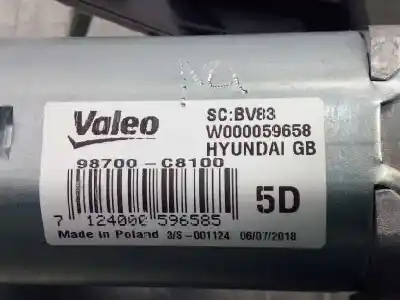 Valeo
SC:BV83
W000059658
HYUNDAI GB
98700-C8100
5D
7 124000 596585
Made in Poland 3/S-001124 06/07/2018